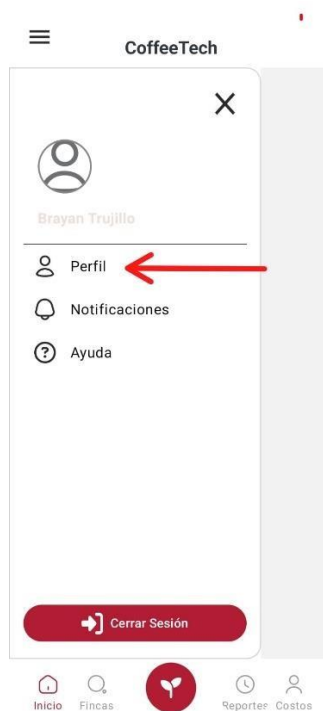 CoffeeTech
Brayan Trujillo
Perfil
Notificaciones
Ayuda
Cerrar Sesión
Inicio Fincas Reportes Costos